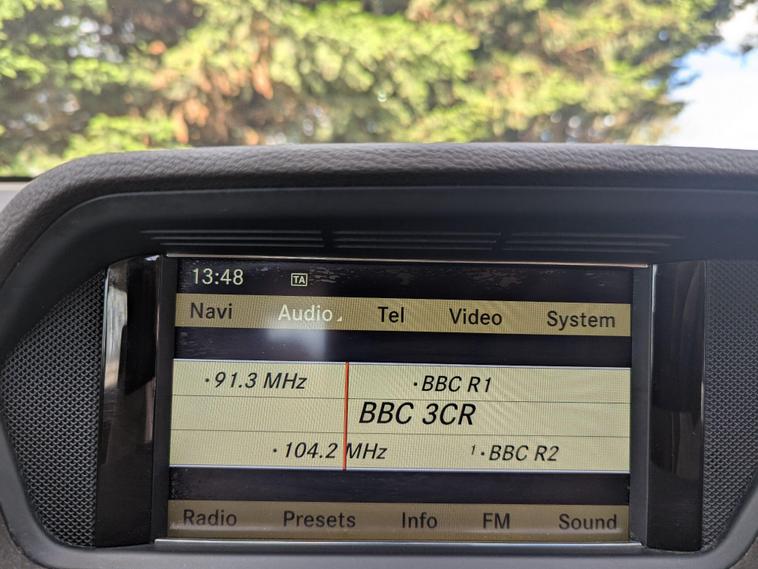 13:48 TA
Navi Audio Tel Video System
·91.3 MHz ·BBC R1
BBC 3CR
·104.2 MHz ¹·BBC R2
Radio Presets Info FM Sound